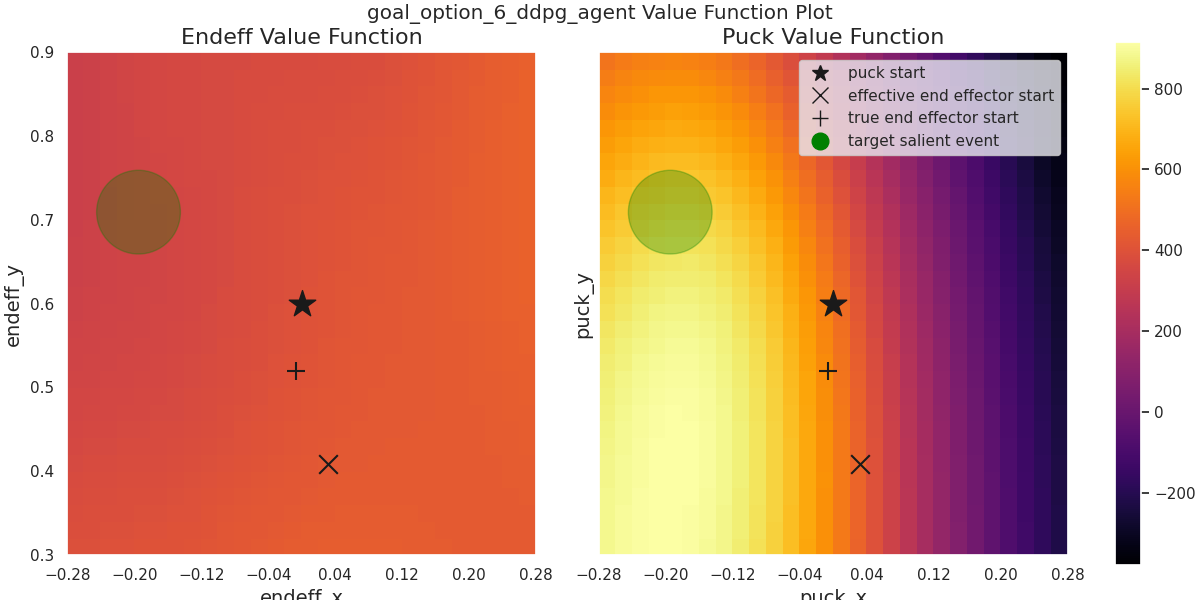 goal_option_6_ddpg_agent Value Function Plot
Endeff Value Function
Puck Value Function
puck start
effective end effector start
true end effector start
target salient event
0.9
0.8
0.7
0.6
0.5
0.4
0.3
endeff_y
−0.28 −0.20 −0.12 −0.04 0.04 0.12 0.20 0.28
endeff_x
puck_y
−0.28 −0.20 −0.12 −0.04 0.04 0.12 0.20 0.28
puck_x
800
600
400
200
0
−200